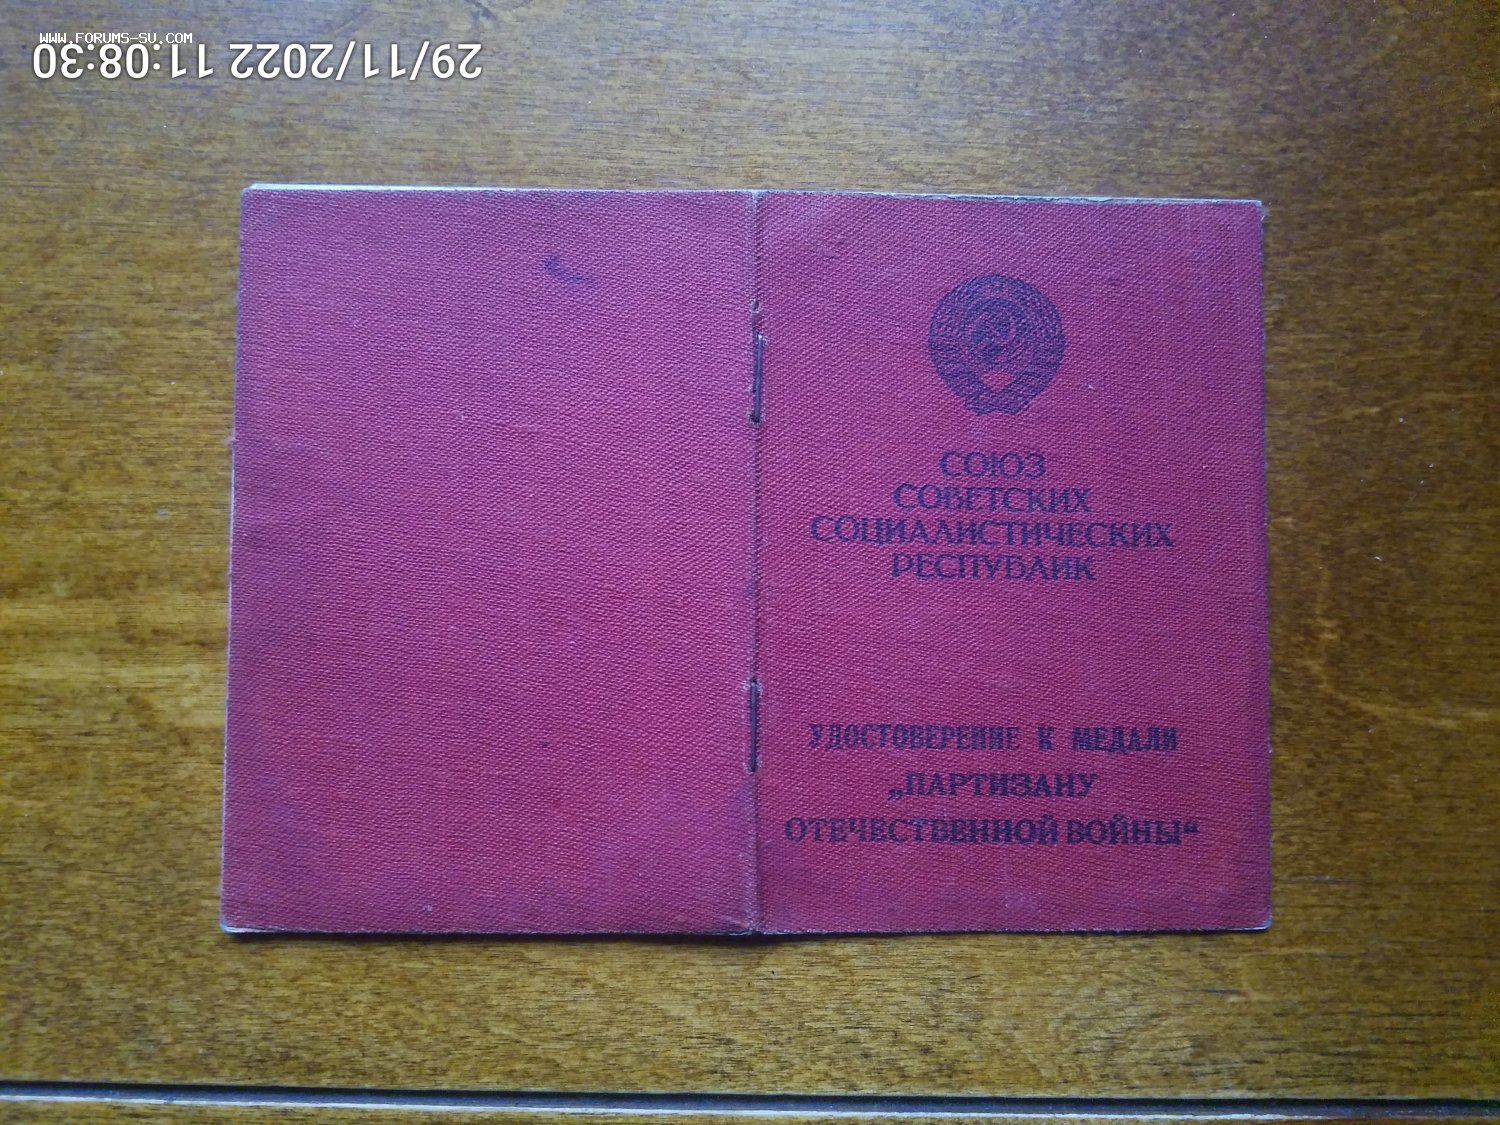 www.forums-su.com
29/11/2022 11:08:30
СОЮЗ
СОВЕТСКИХ
СОЦИАЛИСТИЧЕСКИХ
РЕСПУБЛИК
УДОСТОВЕРЕНИЕ К МЕДАЛИ
„ПАРТИЗАНУ
ОТЕЧЕСТВЕННОЙ ВОЙНЫ“